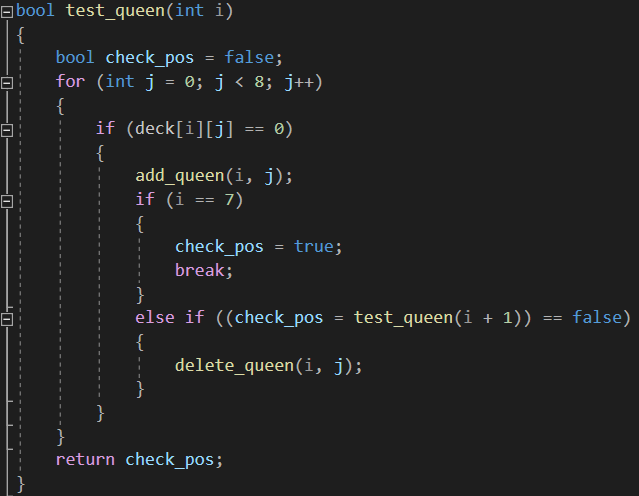 bool test_queen(int i)
{
    bool check_pos = false;
    for (int j = 0; j < 8; j++)
    {
        if (deck[i][j] == 0)
        {
            add_queen(i, j);
            if (i == 7)
            {
                check_pos = true;
                break;
            }
            else if ((check_pos = test_queen(i + 1)) == false)
            {
                delete_queen(i, j);
            }
        }
    }
    return check_pos;
}